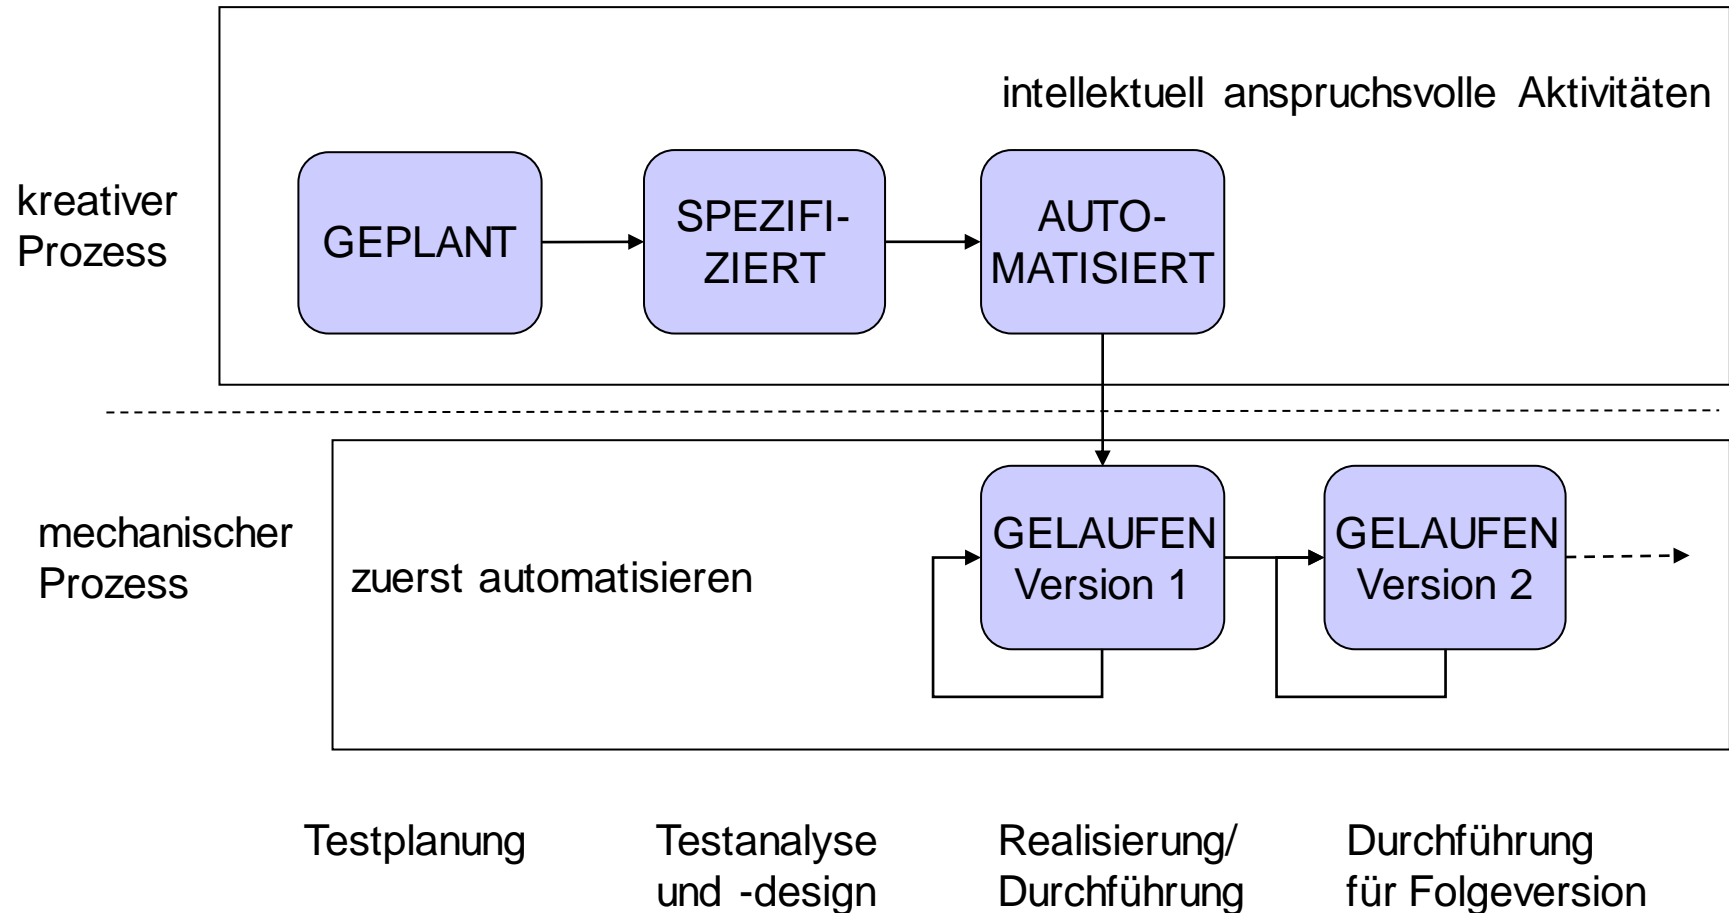 intellektuell anspruchsvolle Aktivitäten
kreativer
Prozess
GEPLANT
SPEZIFI-
ZIERT
AUTO-
MATISIERT
mechanischer
Prozess
zuerst automatisieren
GELAUFEN
Version 1
GELAUFEN
Version 2
Testplanung
Testanalyse
und -design
Realisierung/
Durchführung
Durchführung
für Folgeversion